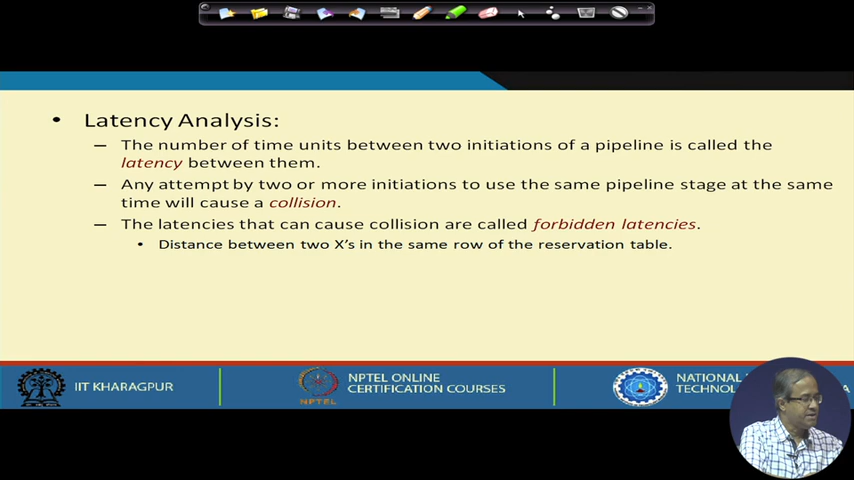 • Latency Analysis:
– The number of time units between two initiations of a pipeline is called the
latency between them.
– Any attempt by two or more initiations to use the same pipeline stage at the same
time will cause a collision.
– The latencies that can cause collision are called forbidden latencies.
• Distance between two X's in the same row of the reservation table.
IIT KHARAGPUR
NPTEL
NPTEL ONLINE
CERTIFICATION COURSES